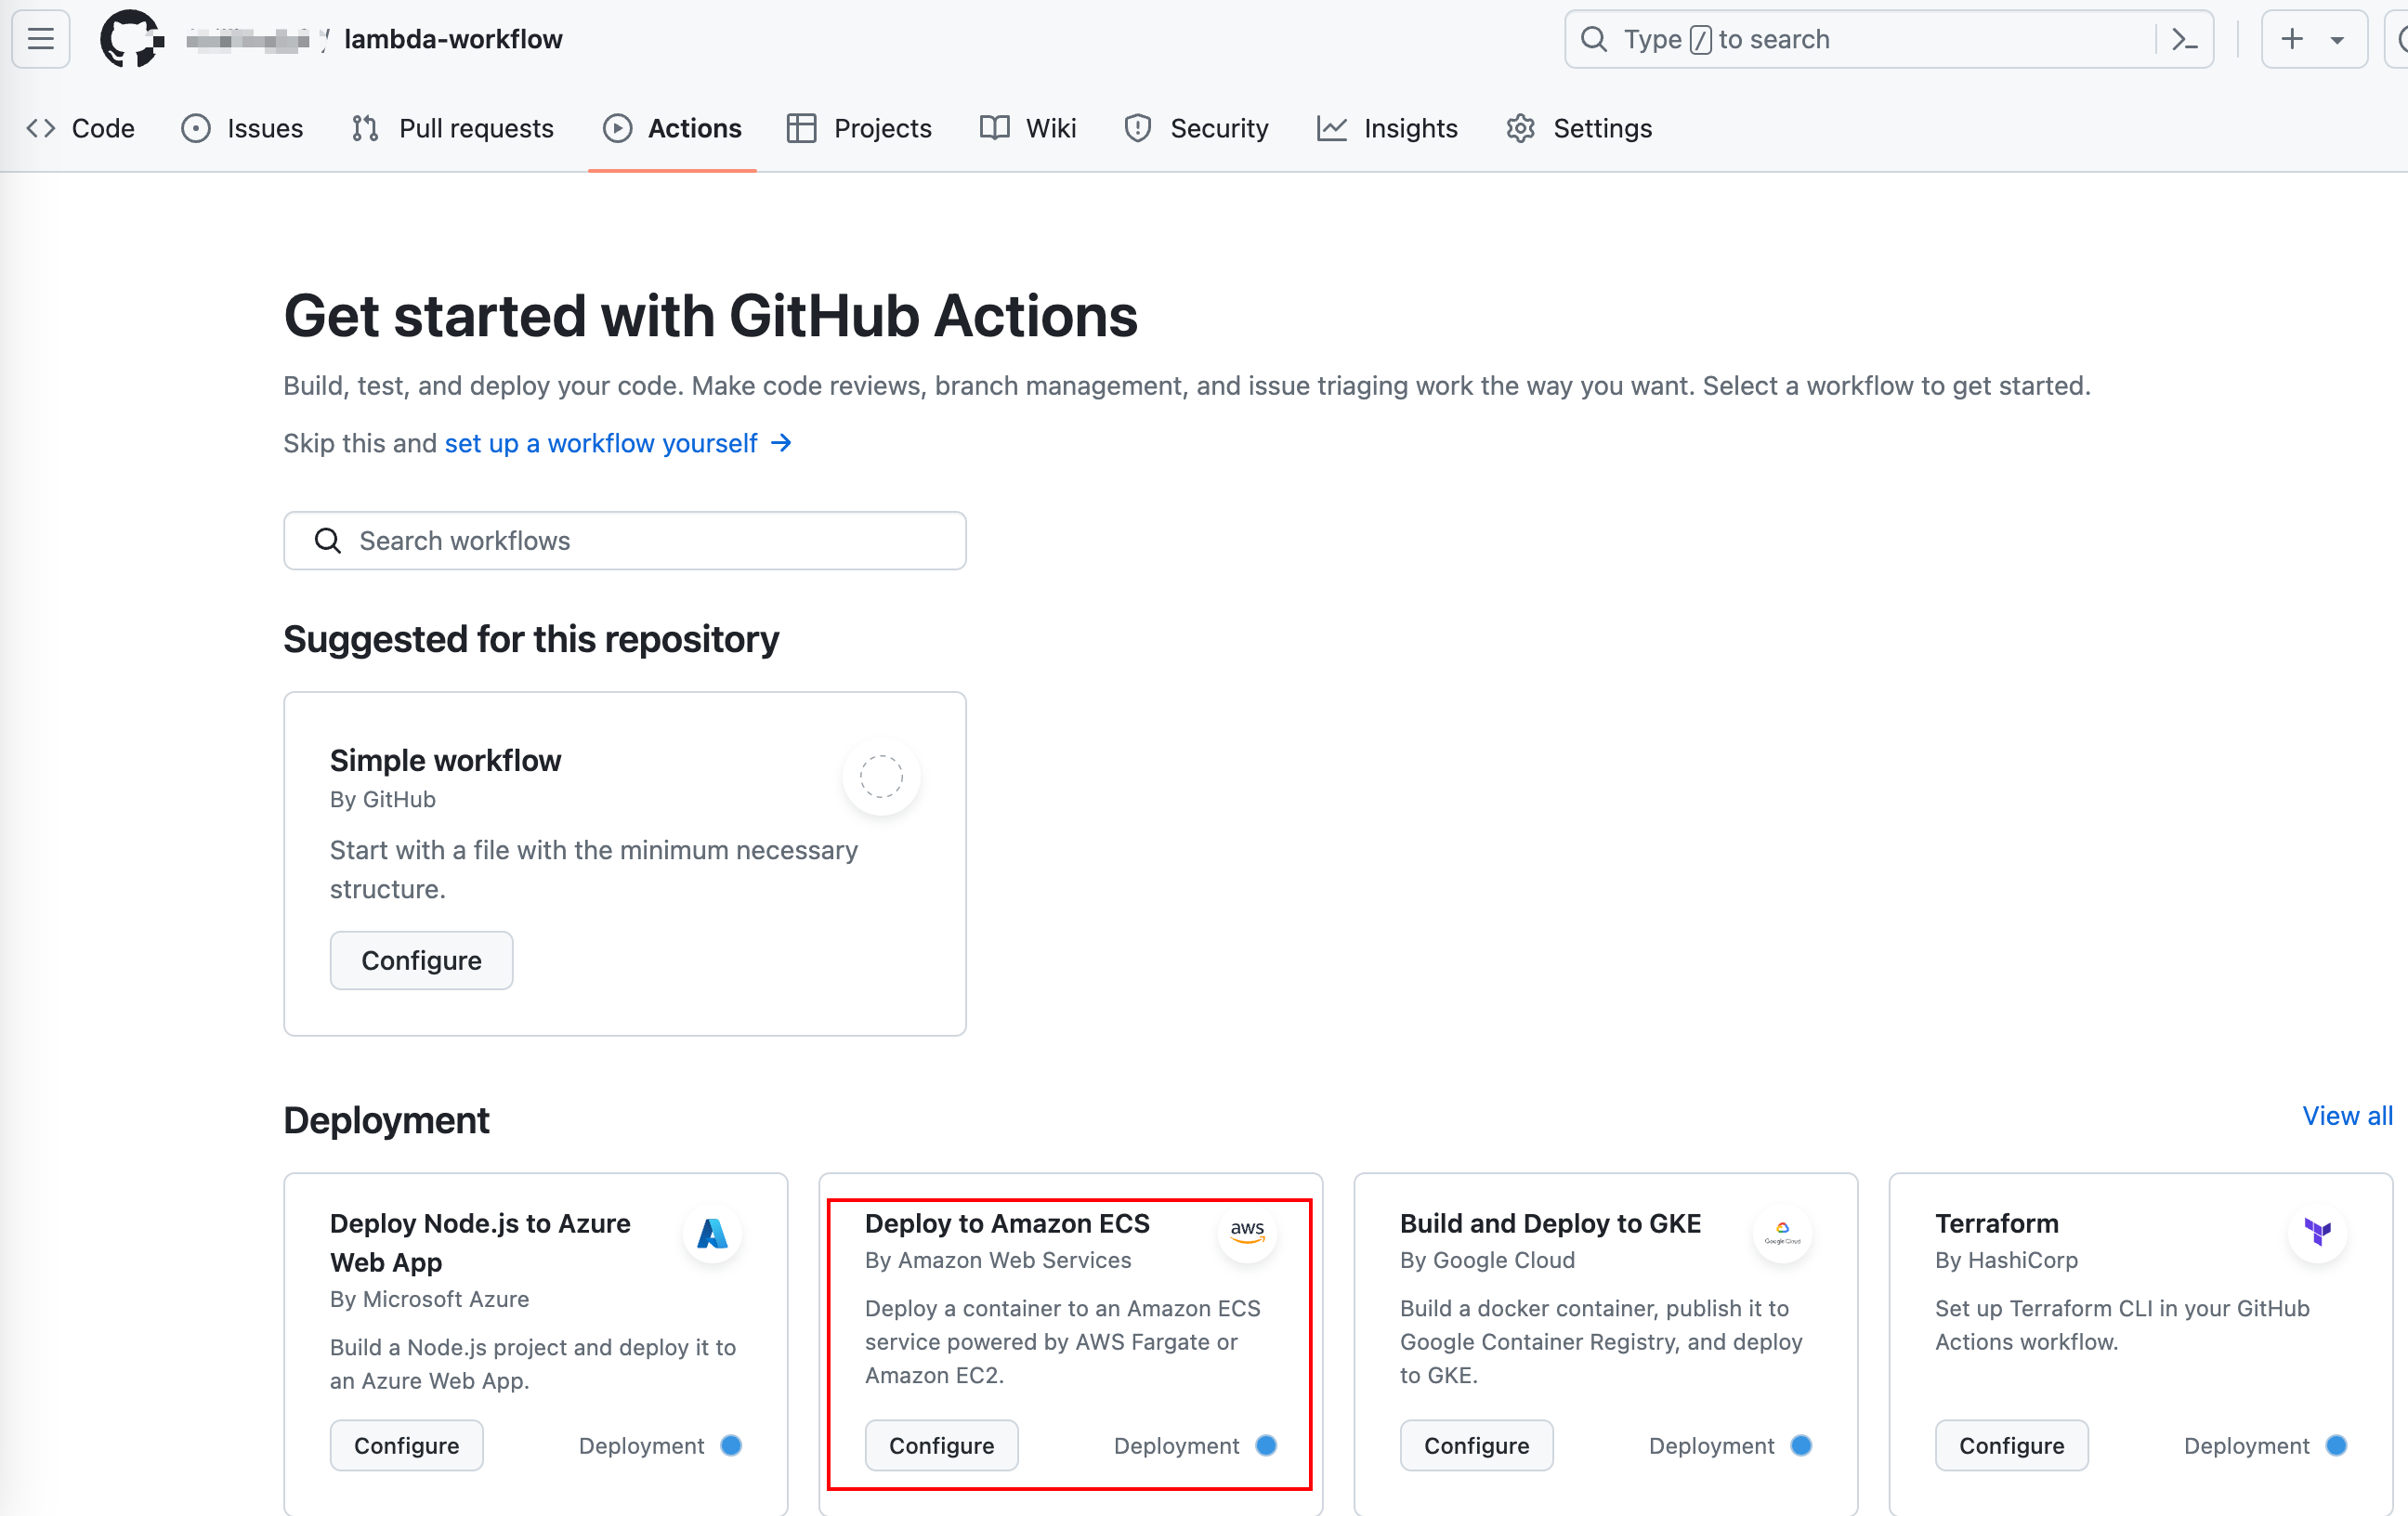 / lambda-workflow
Type / to search
Code Issues Pull requests Actions Projects Wiki Security Insights Settings
Get started with GitHub Actions
Build, test, and deploy your code. Make code reviews, branch management, and issue triaging work the way you want. Select a workflow to get started.
Skip this and set up a workflow yourself →
Search workflows
Suggested for this repository
Simple workflow
By GitHub
Start with a file with the minimum necessary
structure.
Configure
Deployment
View all
Deploy Node.js to Azure
Web App
By Microsoft Azure
Build a Node.js project and deploy it to
an Azure Web App.
Configure
Deployment
Deploy to Amazon ECS
aws
By Amazon Web Services
Deploy a container to an Amazon ECS
service powered by AWS Fargate or
Amazon EC2.
Configure
Deployment
Build and Deploy to GKE
Google Cloud
By Google Cloud
Build a docker container, publish it to
Google Container Registry, and deploy
to GKE.
Configure
Deployment
Terraform
By HashiCorp
Set up Terraform CLI in your GitHub
Actions workflow.
Configure
Deployment